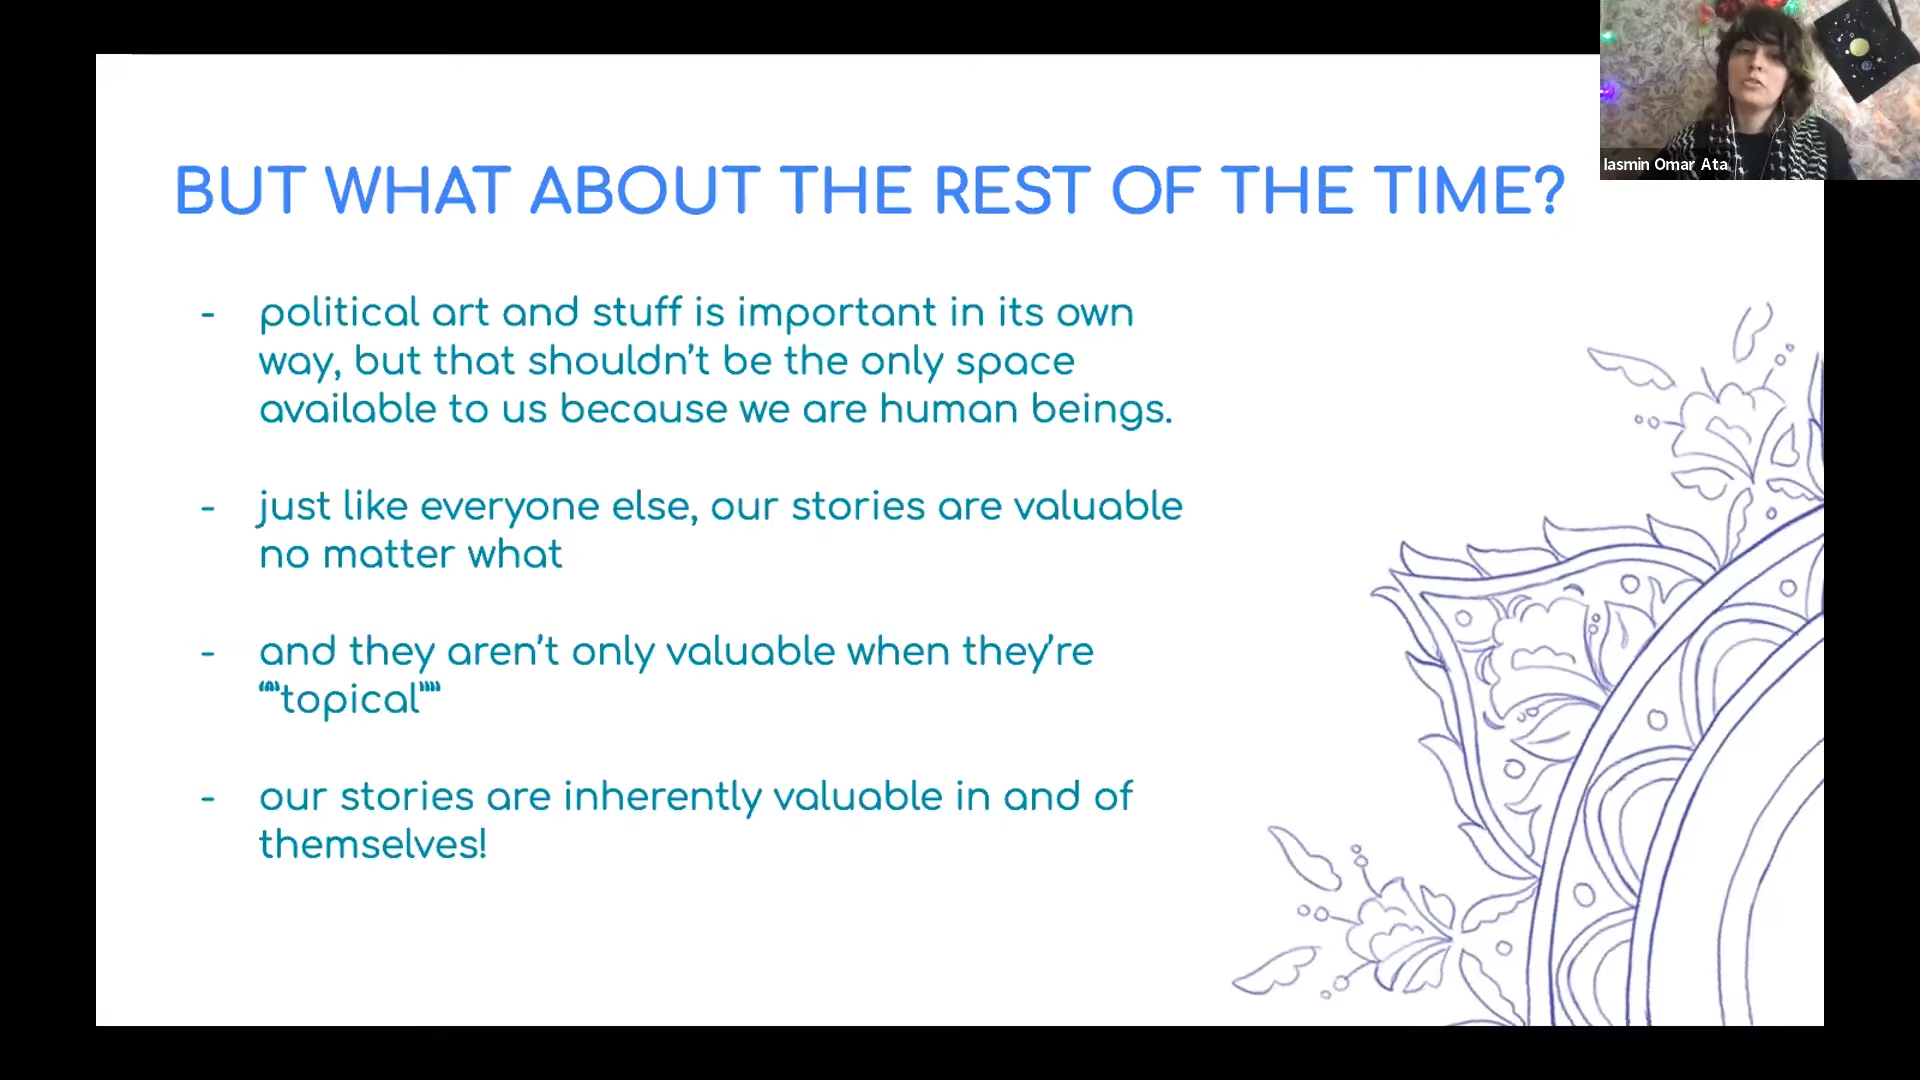 BUT WHAT ABOUT THE REST OF THE TIME?
- political art and stuff is important in its own
way, but that shouldn’t be the only space
available to us because we are human beings.
- just like everyone else, our stories are valuable
no matter what
- and they aren’t only valuable when they’re
““topical””
- our stories are inherently valuable in and of
themselves!
Iasmin Omar Ata